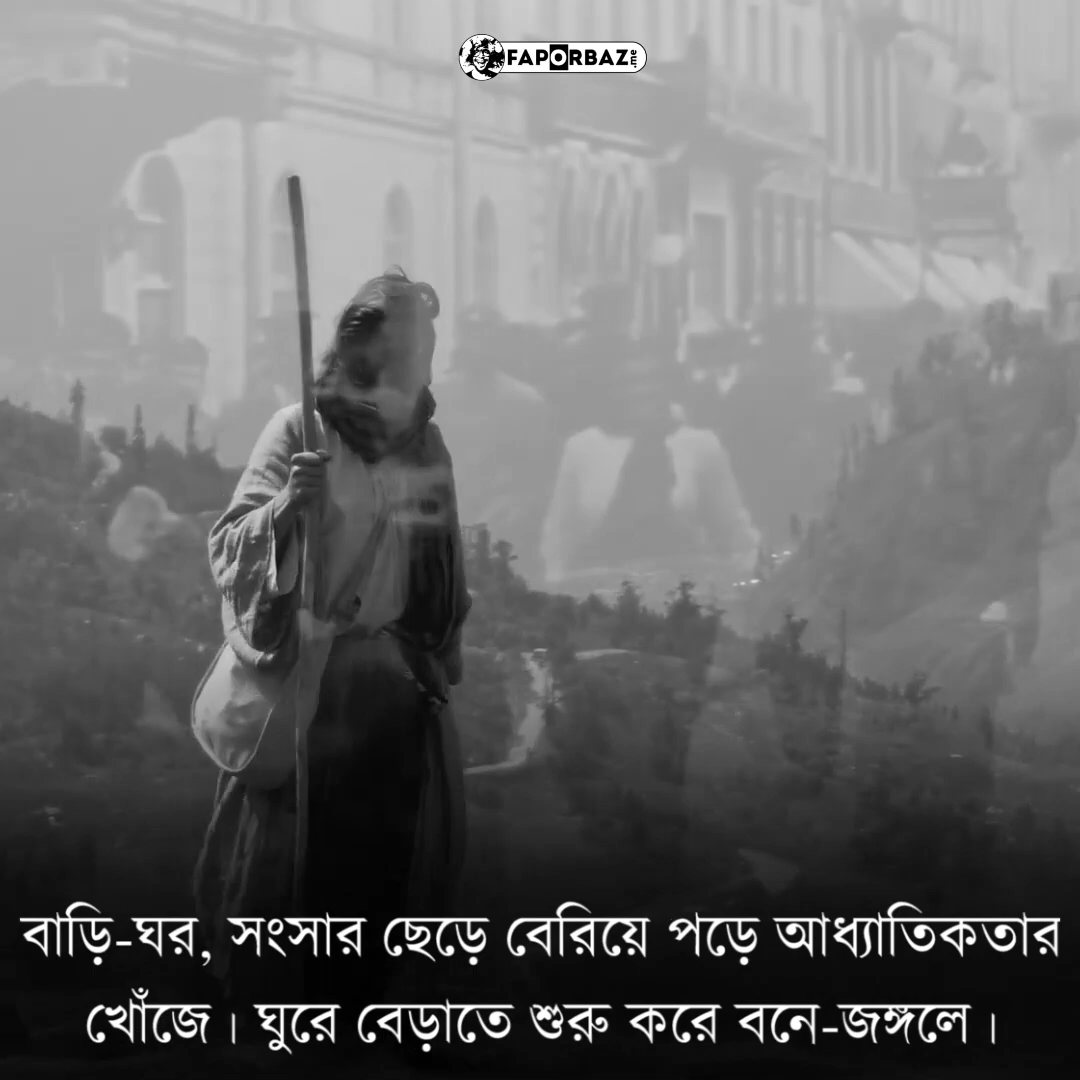 FAPORBAZ.me
বাড়ি-ঘর, সংসার ছেড়ে বেরিয়ে পড়ে আধ্যাতিকতার
খোঁজে। ঘুরে বেড়াতে শুরু করে বনে-জঙ্গলে।